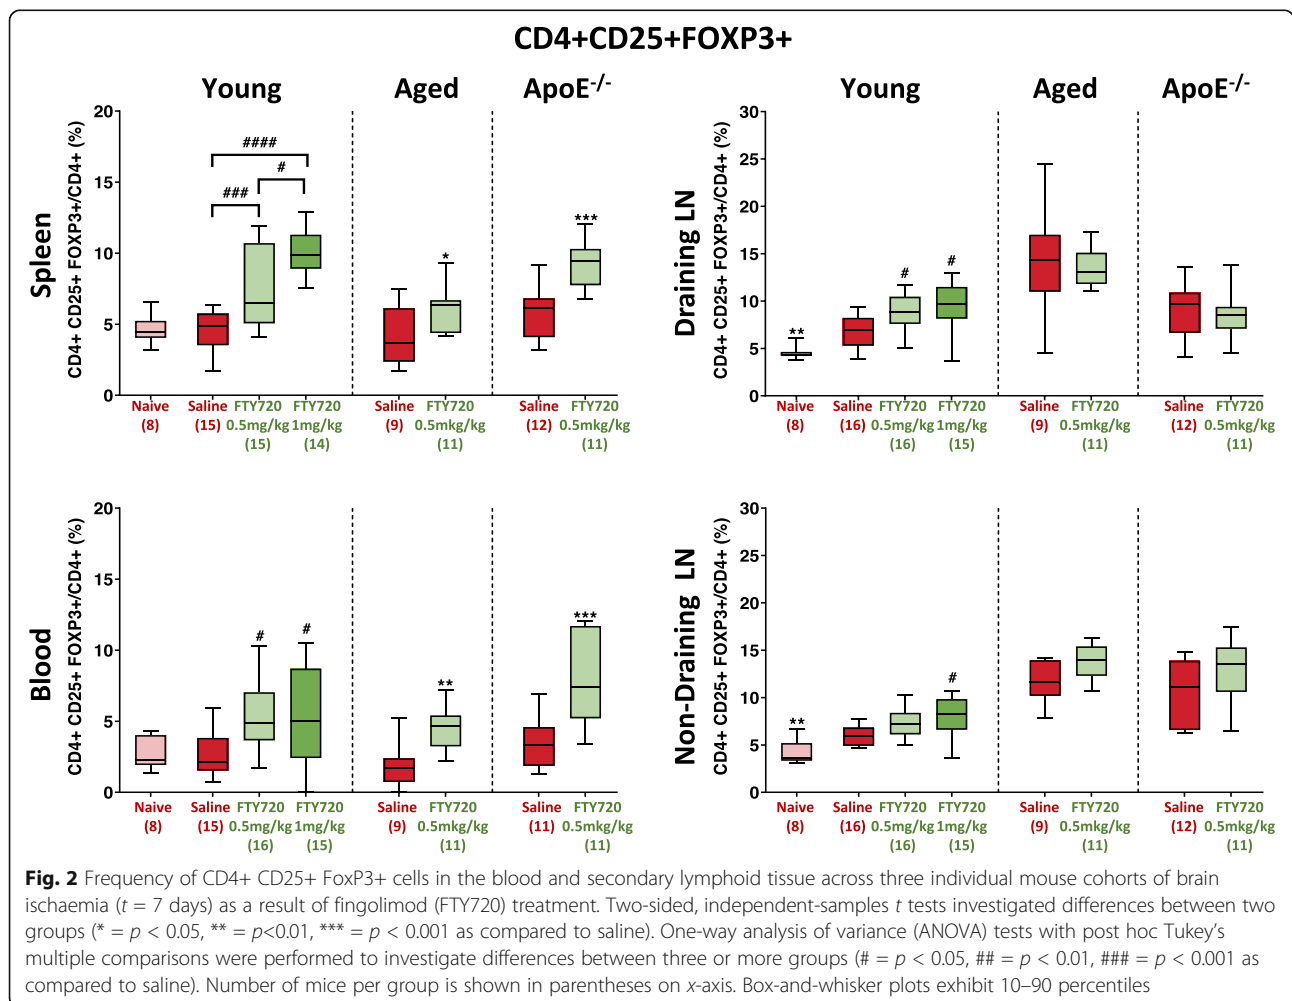 CD4+CD25+FOXP3+
Young Aged ApoE-/-
Spleen
CD4+ CD25+ FOXP3+/CD4+ (%)
20
15
10
5
0
####
#
###
*
***
Naive Saline FTY720 FTY720 Saline FTY720 Saline FTY720
(8) (15) 0.5mg/kg 1mg/kg (9) 0.5mkg/kg (12) 0.5mkg/kg
(15) (14) (11) (11)
Young Aged ApoE-/-
Draining LN
CD4+ CD25+ FOXP3+/CD4+ (%)
30
25
20
15
10
5
0
**
#
#
Naive Saline FTY720 FTY720 Saline FTY720 Saline FTY720
(8) (16) 0.5mg/kg 1mg/kg (9) 0.5mkg/kg (12) 0.5mkg/kg
(16) (15) (11) (11)
Blood
CD4+ CD25+ FOXP3+/CD4+ (%)
20
15
10
5
0
#
#
**
***
Naive Saline FTY720 FTY720 Saline FTY720 Saline FTY720
(8) (15) 0.5mg/kg 1mg/kg (9) 0.5mkg/kg (11) 0.5mkg/kg
(16) (15) (11) (11)
Non-Draining LN
CD4+ CD25+ FOXP3+/CD4+ (%)
30
25
20
15
10
5
0
**
#
Naive Saline FTY720 FTY720 Saline FTY720 Saline FTY720
(8) (16) 0.5mg/kg 1mg/kg (9) 0.5mkg/kg (12) 0.5mkg/kg
(16) (15) (11) (11)
Fig. 2 Frequency of CD4+ CD25+ FoxP3+ cells in the blood and secondary lymphoid tissue across three individual mouse cohorts of brain
ischaemia (t = 7 days) as a result of fingolimod (FTY720) treatment. Two-sided, independent-samples t tests investigated differences between two
groups (* = p < 0.05, ** = p<0.01, *** = p < 0.001 as compared to saline). One-way analysis of variance (ANOVA) tests with post hoc Tukey's
multiple comparisons were performed to investigate differences between three or more groups (# = p < 0.05, ## = p < 0.01, ### = p < 0.001 as
compared to saline). Number of mice per group is shown in parentheses on x-axis. Box-and-whisker plots exhibit 10–90 percentiles